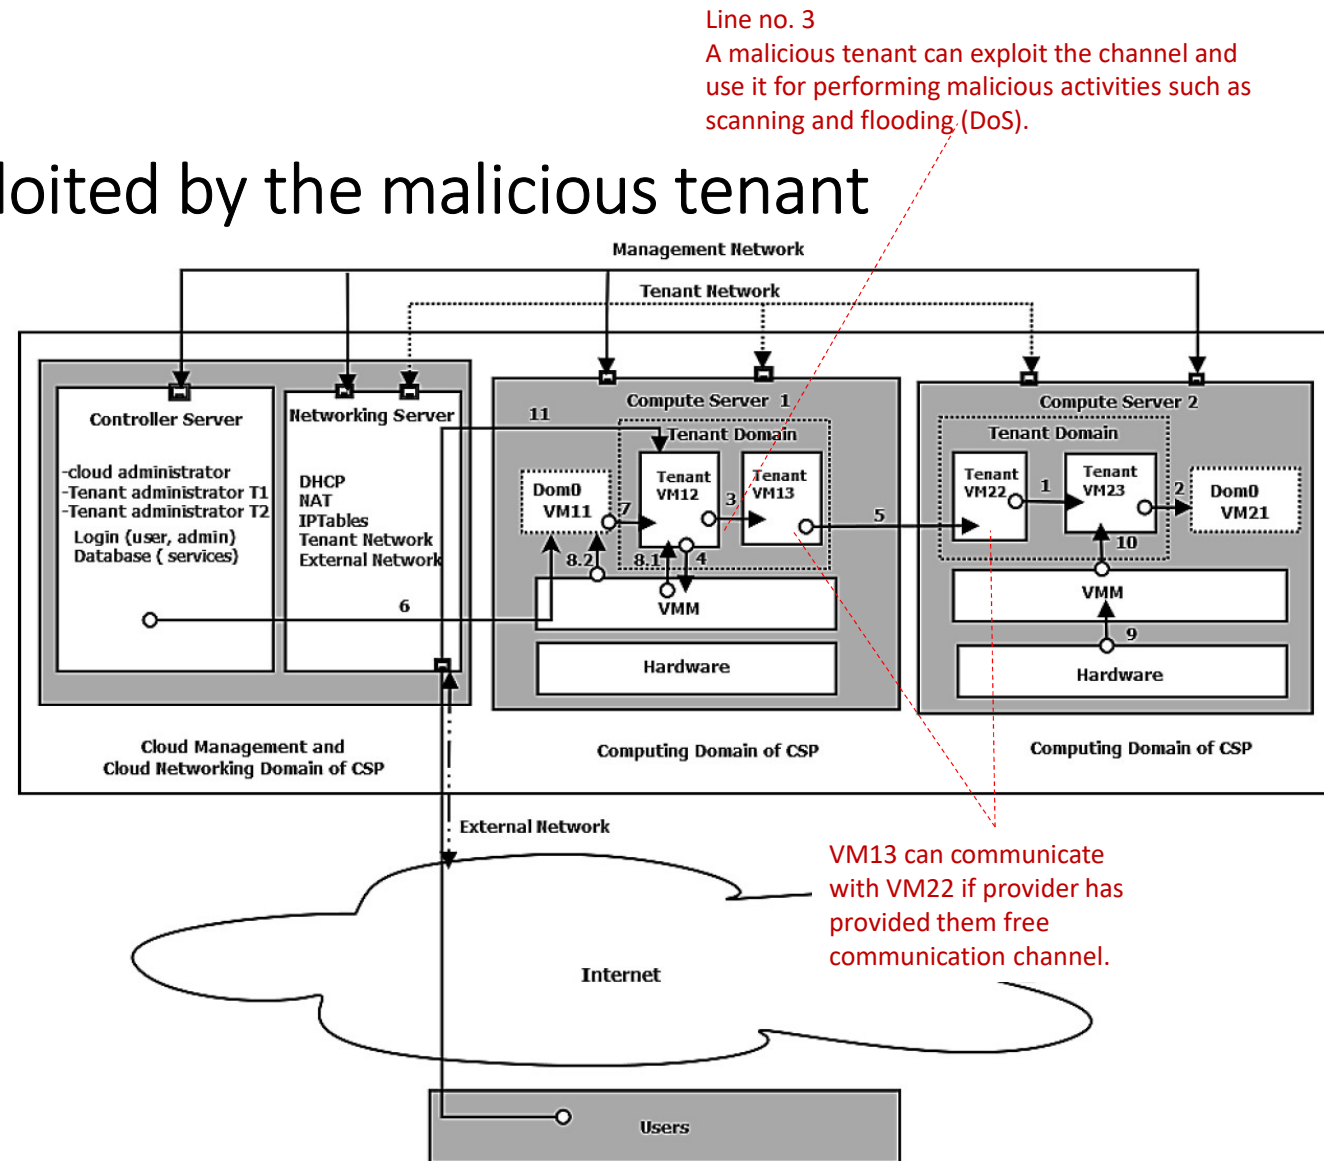 Line no. 3
A malicious tenant can exploit the channel and
use it for performing malicious activities such as
scanning and flooding (DoS).
loited by the malicious tenant
Management Network
Tenant Network
Controller Server
-cloud administrator
-Tenant administrator T1
-Tenant administrator T2
Login (user, admin)
Database ( services)
Networking Server
DHCP
NAT
IPTables
Tenant Network
External Network
11
6
Compute Server 1
Tenant Domain
Dom0
VM11
7
Tenant
VM12
3
Tenant
VM13
8.2
8.1
4
VMM
Hardware
5
Compute Server 2
Tenant Domain
Tenant
VM22
1
Tenant
VM23
2
Dom0
VM21
10
VMM
9
Hardware
Cloud Management and
Cloud Networking Domain of CSP
Computing Domain of CSP
Computing Domain of CSP
External Network
VM13 can communicate
with VM22 if provider has
provided them free
communication channel.
Internet
Users